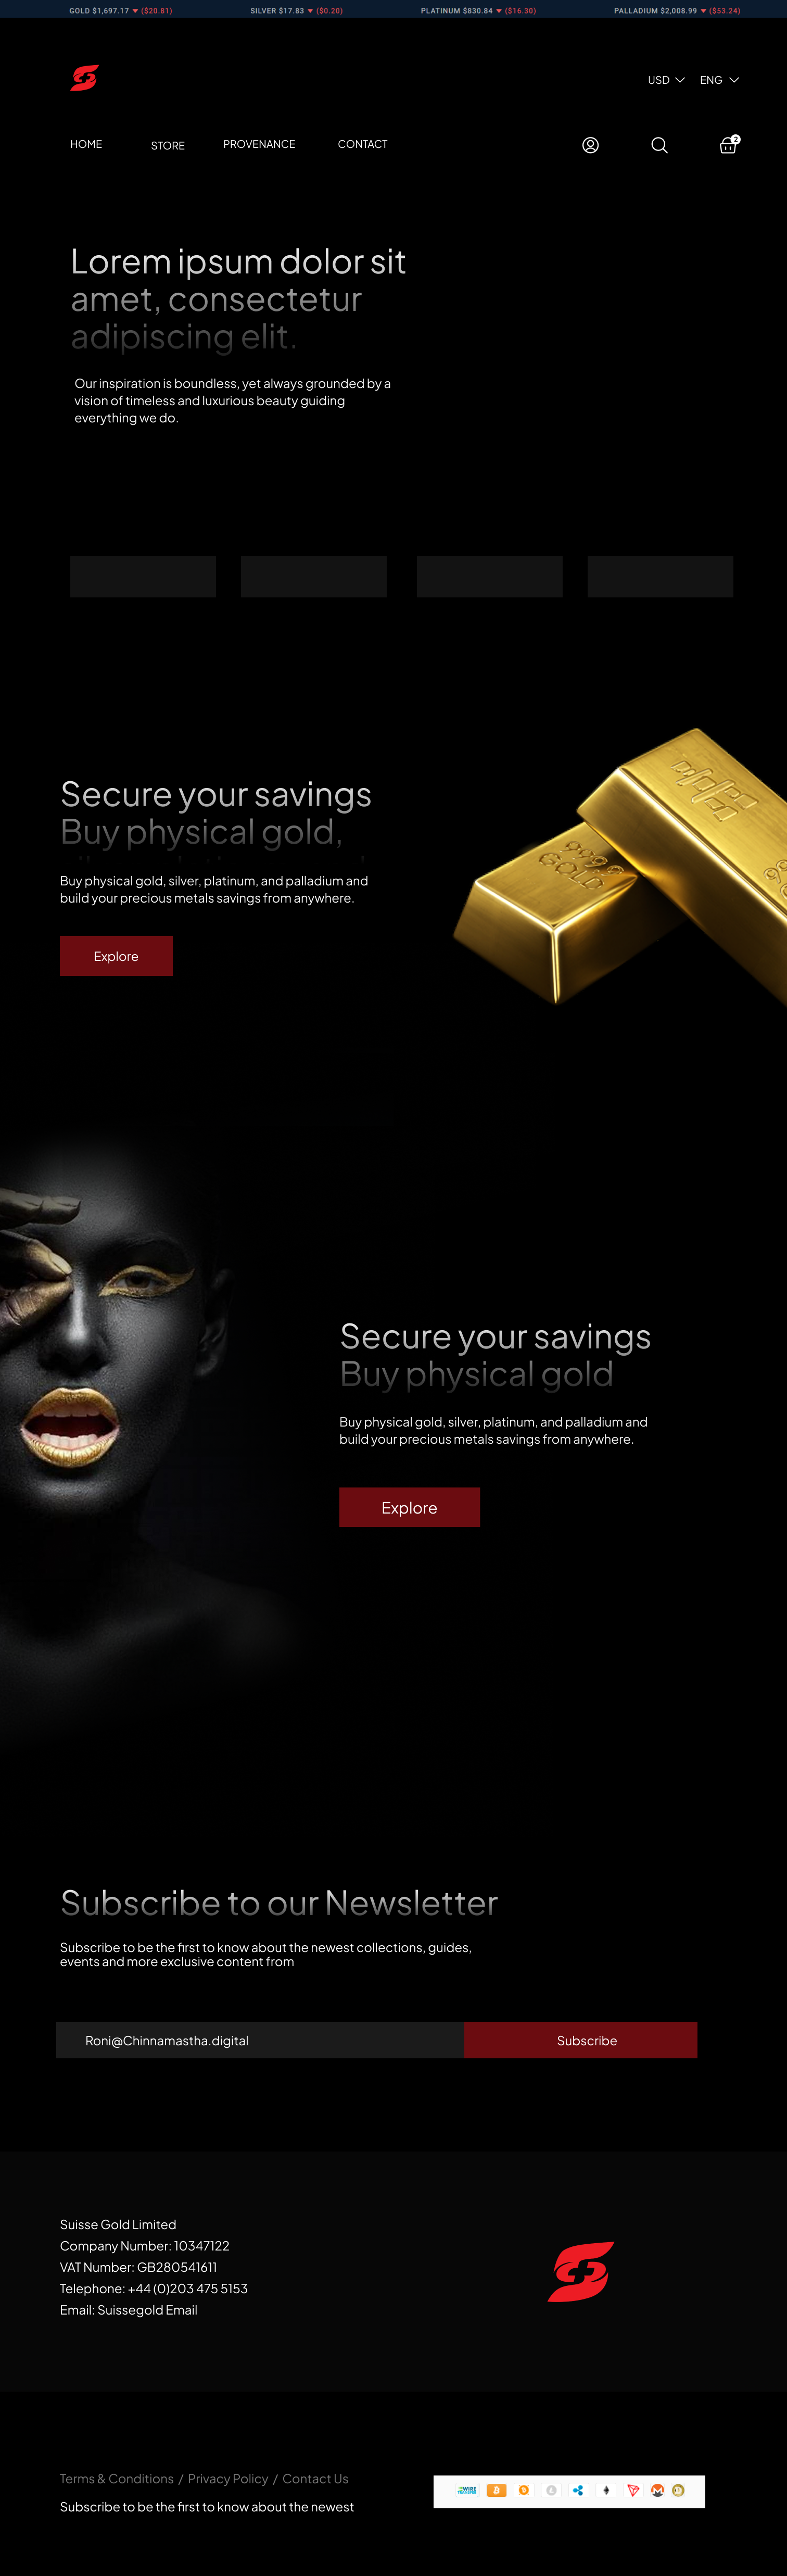 GOLD $1,697.17 ($20.81) SILVER $17.83 ($0.20) PLATINUM $830.84 ($16.30) PALLADIUM $2,008.99 ($53.24)
USD ENG
HOME STORE PROVENANCE CONTACT 2
Lorem ipsum dolor sit
amet, consectetur
adipiscing elit.
Our inspiration is boundless, yet always grounded by a
vision of timeless and luxurious beauty guiding
everything we do.
Secure your savings
Buy physical gold,
Buy physical gold, silver, platinum, and palladium and
build your precious metals savings from anywhere.
Explore
999.9
GOLD
Secure your savings
Buy physical gold
Buy physical gold, silver, platinum, and palladium and
build your precious metals savings from anywhere.
Explore
Subscribe to our Newsletter
Subscribe to be the first to know about the newest collections, guides,
events and more exclusive content from
Roni@Chinnamastha.digital Subscribe
Suisse Gold Limited
Company Number: 10347122
VAT Number: GB280541611
Telephone: +44 (0)203 475 5153
Email: Suissegold Email
Terms & Conditions / Privacy Policy / Contact Us
WIRE
TRANSFER
Subscribe to be the first to know about the newest